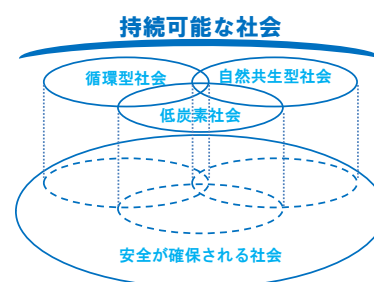 持続可能な社会
循環型社会
自然共生型社会
低炭素社会
安全が確保される社会